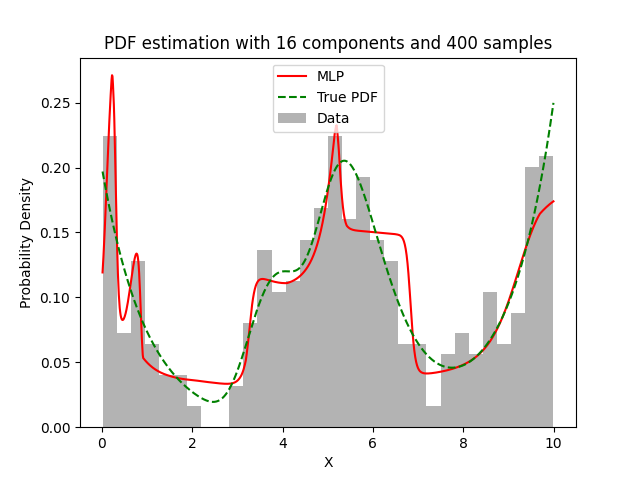 PDF estimation with 16 components and 400 samples
MLP
True PDF
Data
Probability Density
0.25
0.20
0.15
0.10
0.05
0.00
0 2 4 6 8 10
X